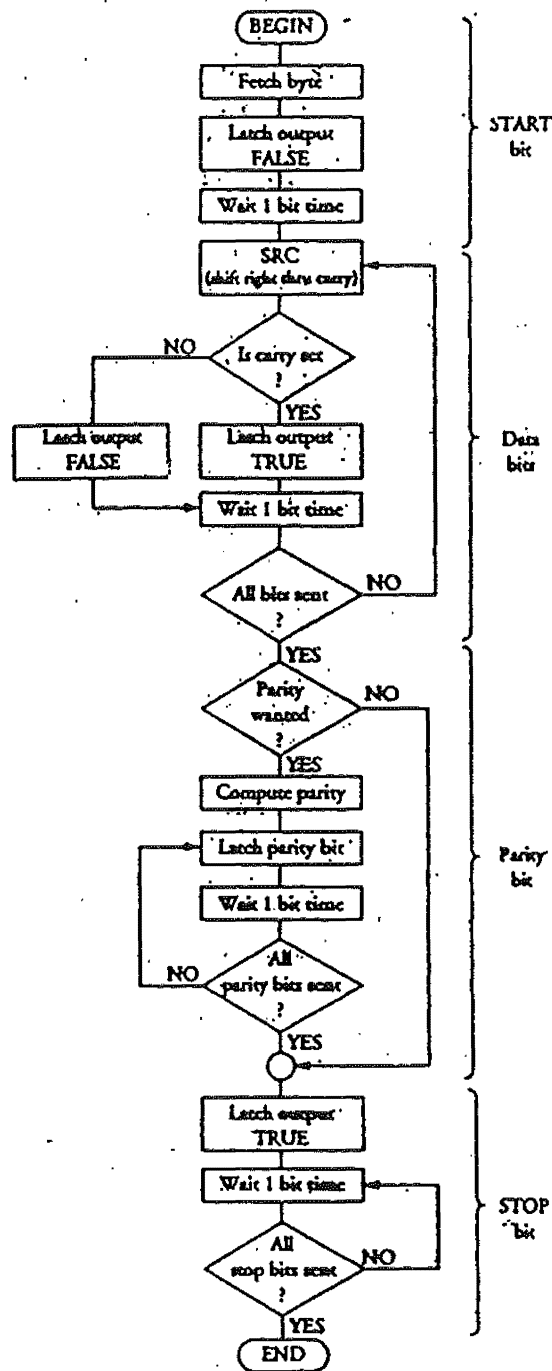 BEGIN
Fetch byte
Latch output
FALSE
Wait 1 bit time
START
bit
SRC
(shift right thru carry)
Is carry set
?
NO
YES
Latch output
FALSE
Latch output
TRUE
Wait 1 bit time
All bits sent
?
NO
YES
Data
bits
Parity
wanted
?
NO
YES
Compute parity
Latch parity bit
Wait 1 bit time
All
parity bits sent
?
NO
YES
Parity
bit
Latch output
TRUE
Wait 1 bit time
All
stop bits sent
?
NO
YES
STOP
bit
END